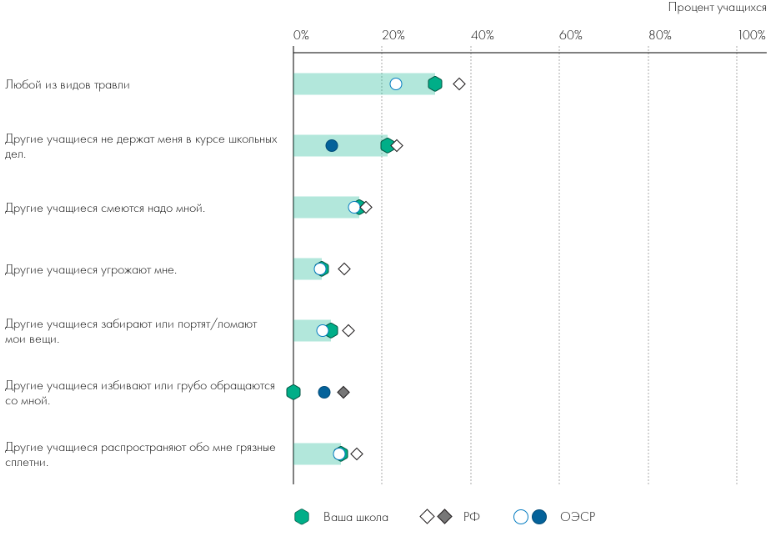 Процент учащихся
0% 20% 40% 60% 80% 100%
Любой из видов травли
Другие учащиеся не держат меня в курсе школьных
дел.
Другие учащиеся смеются надо мной.
Другие учащиеся угрожают мне.
Другие учащиеся забирают или портят/ломают
мои вещи.
Другие учащиеся избивают или грубо обращаются
со мной.
Другие учащиеся распространяют обо мне грязные
сплетни.
Ваша школа РФ ОЭСР